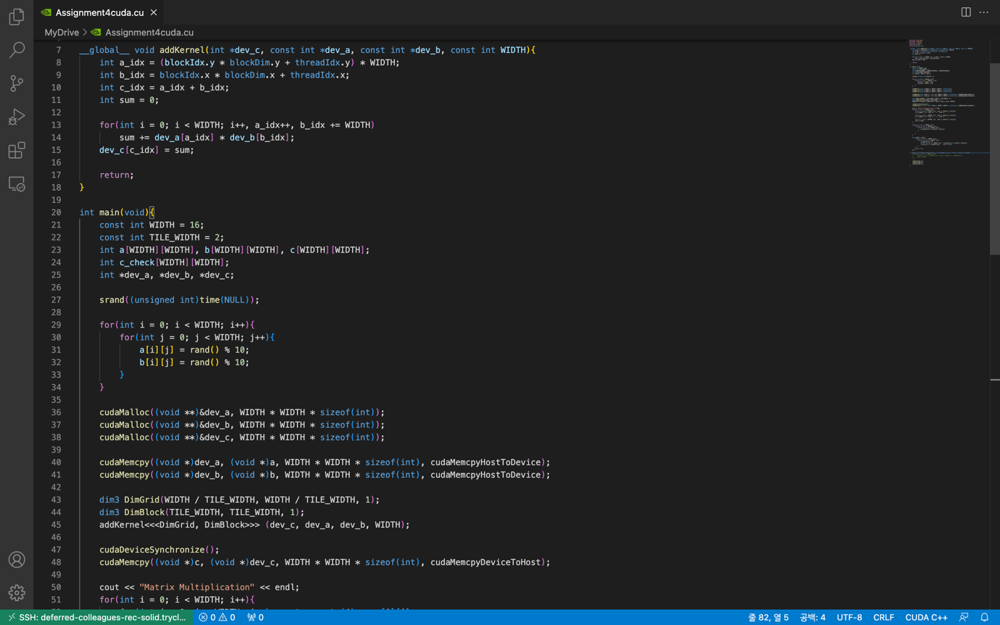 Assignment4cuda.cu
MyDrive > Assignment4cuda.cu
7 __global__ void addKernel(int *dev_c, const int *dev_a, const int *dev_b, const int WIDTH){
8 int a_idx = (blockIdx.y * blockDim.y + threadIdx.y) * WIDTH;
9 int b_idx = blockIdx.x * blockDim.x + threadIdx.x;
10 int c_idx = a_idx + b_idx;
11 int sum = 0;
12
13 for(int i = 0; i < WIDTH; i++, a_idx++, b_idx += WIDTH)
14 sum += dev_a[a_idx] * dev_b[b_idx];
15 dev_c[c_idx] = sum;
16
17 return;
18 }
19
20 int main(void){
21 const int WIDTH = 16;
22 const int TILE_WIDTH = 2;
23 int a[WIDTH][WIDTH], b[WIDTH][WIDTH], c[WIDTH][WIDTH];
24 int c_check[WIDTH][WIDTH];
25 int *dev_a, *dev_b, *dev_c;
26
27 srand((unsigned int)time(NULL));
28
29 for(int i = 0; i < WIDTH; i++){
30 for(int j = 0; j < WIDTH; j++){
31 a[i][j] = rand() % 10;
32 b[i][j] = rand() % 10;
33 }
34 }
35
36 cudaMalloc((void **)&dev_a, WIDTH * WIDTH * sizeof(int));
37 cudaMalloc((void **)&dev_b, WIDTH * WIDTH * sizeof(int));
38 cudaMalloc((void **)&dev_c, WIDTH * WIDTH * sizeof(int));
39
40 cudaMemcpy((void *)dev_a, (void *)a, WIDTH * WIDTH * sizeof(int), cudaMemcpyHostToDevice);
41 cudaMemcpy((void *)dev_b, (void *)b, WIDTH * WIDTH * sizeof(int), cudaMemcpyHostToDevice);
42
43 dim3 DimGrid(WIDTH / TILE_WIDTH, WIDTH / TILE_WIDTH, 1);
44 dim3 DimBlock(TILE_WIDTH, TILE_WIDTH, 1);
45 addKernel<<<DimGrid, DimBlock>>> (dev_c, dev_a, dev_b, WIDTH);
46
47 cudaDeviceSynchronize();
48 cudaMemcpy((void *)c, (void *)dev_c, WIDTH * WIDTH * sizeof(int), cudaMemcpyDeviceToHost);
49
50 cout << "Matrix Multiplication" << endl;
51 for(int i = 0; i < WIDTH; i++){
SSH: deferred-colleagues-rec-solid.trycl... 0 0 0 줄 82, 열 5 공백: 4 UTF-8 CRLF CUDA C++